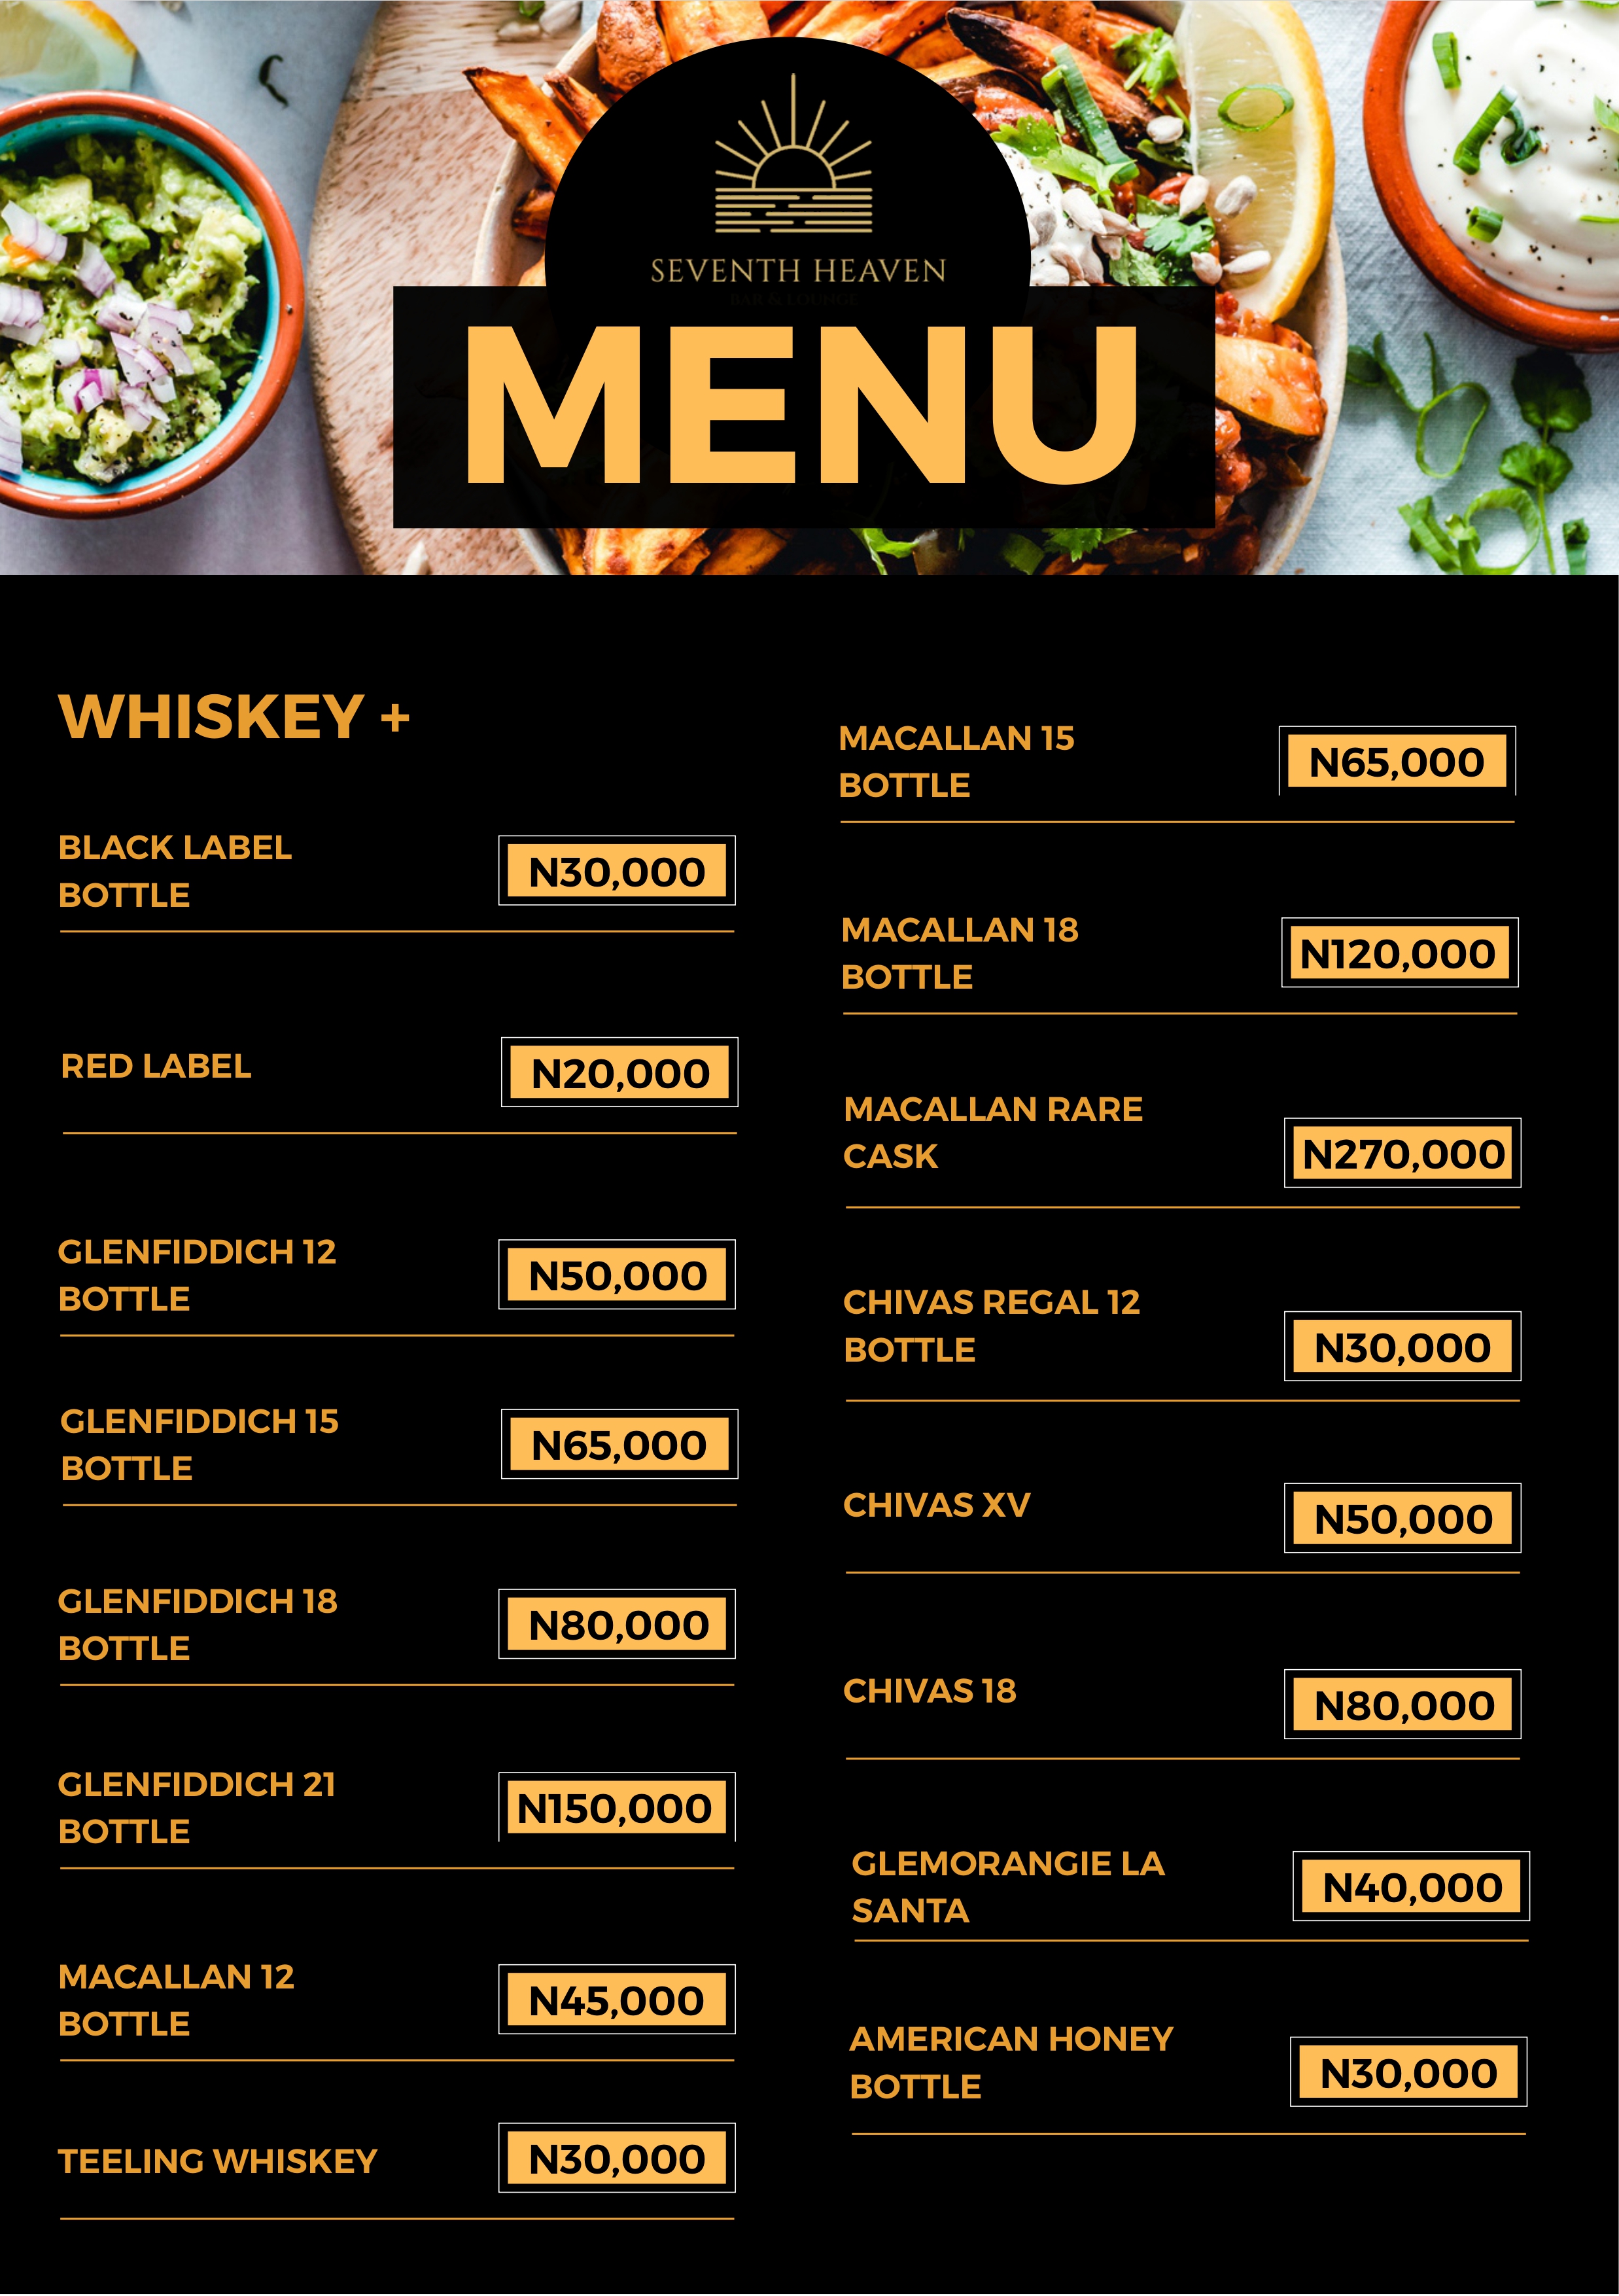 SEVENTH HEAVEN
BAR & LOUNGE
MENU
WHISKEY +
BLACK LABEL
BOTTLE
N30,000
RED LABEL
N20,000
GLENFIDDICH 12
BOTTLE
N50,000
GLENFIDDICH 15
BOTTLE
N65,000
GLENFIDDICH 18
BOTTLE
N80,000
GLENFIDDICH 21
BOTTLE
N150,000
MACALLAN 12
BOTTLE
N45,000
TEELING WHISKEY
N30,000
MACALLAN 15
BOTTLE
N65,000
MACALLAN 18
BOTTLE
N120,000
MACALLAN RARE
CASK
N270,000
CHIVAS REGAL 12
BOTTLE
N30,000
CHIVAS XV
N50,000
CHIVAS 18
N80,000
GLEMORANGIE LA
SANTA
N40,000
AMERICAN HONEY
BOTTLE
N30,000